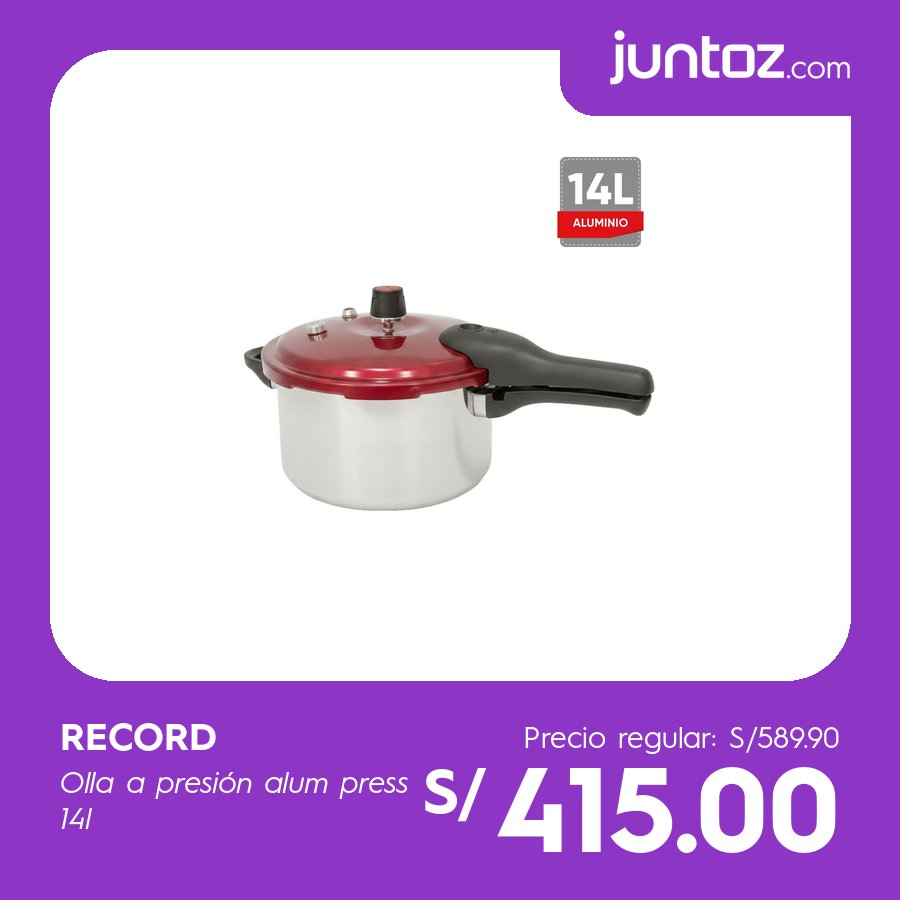 juntoz.com
14L
ALUMINIO
RECORD
Olla a presión alum press
14l
Precio regular: S/589.90
S/415.00